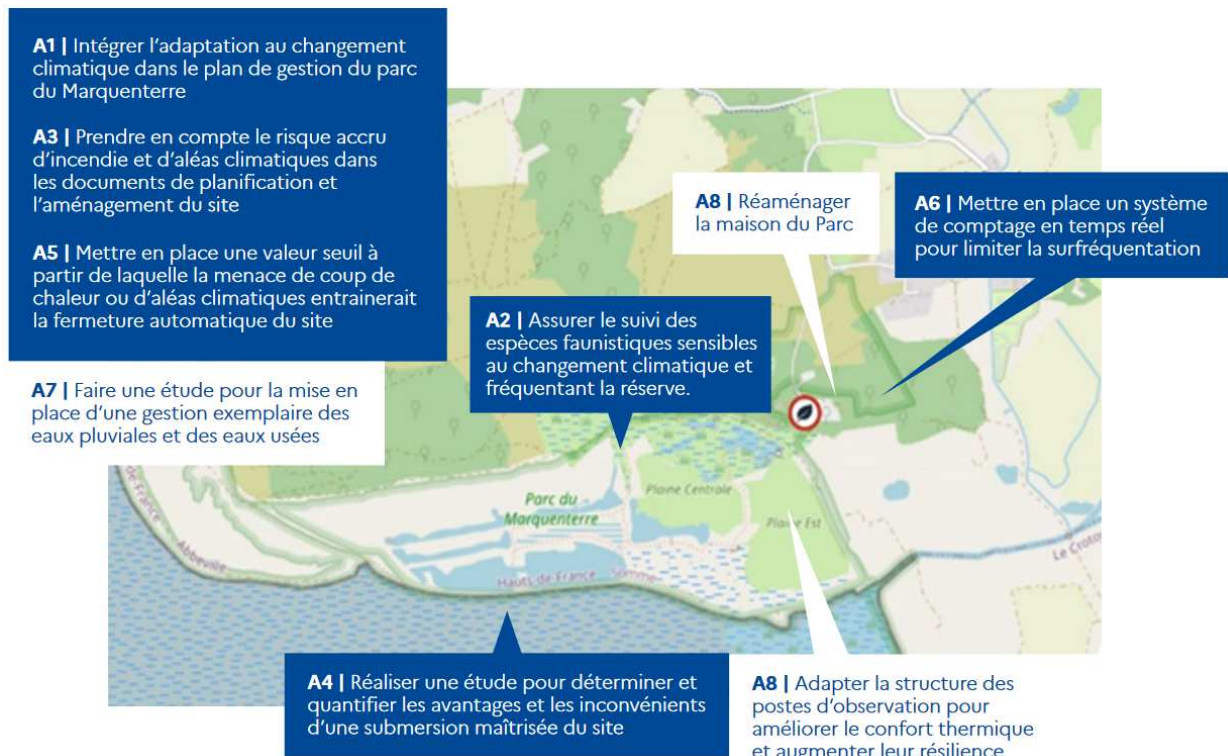 A1 | Intégrer l’adaptation au changement
climatique dans le plan de gestion du parc
du Marquenterre
A3 | Prendre en compte le risque accru
d’incendie et d’aléas climatiques dans
les documents de planification et
l’aménagement du site
A5 | Mettre en place une valeur seuil à
partir de laquelle la menace de coup de
chaleur ou d’aléas climatiques entrainerait
la fermeture automatique du site
A7 | Faire une étude pour la mise en
place d’une gestion exemplaire des
eaux pluviales et des eaux usées
A8 | Réaménager
la maison du Parc
A6 | Mettre en place un système
de comptage en temps réel
pour limiter la surfréquentation
A2 | Assurer le suivi des
espèces faunistiques sensibles
au changement climatique et
fréquentant la réserve.
Parc du
Marquenterre
Plaine Centrale
Plaine Est
de-France
Abbeville
Hauts-de-France
Somme
Le Crotoy
A4 | Réaliser une étude pour déterminer et
quantifier les avantages et les inconvénients
d’une submersion maîtrisée du site
A8 | Adapter la structure des
postes d’observation pour
améliorer le confort thermique
et augmenter leur résilience